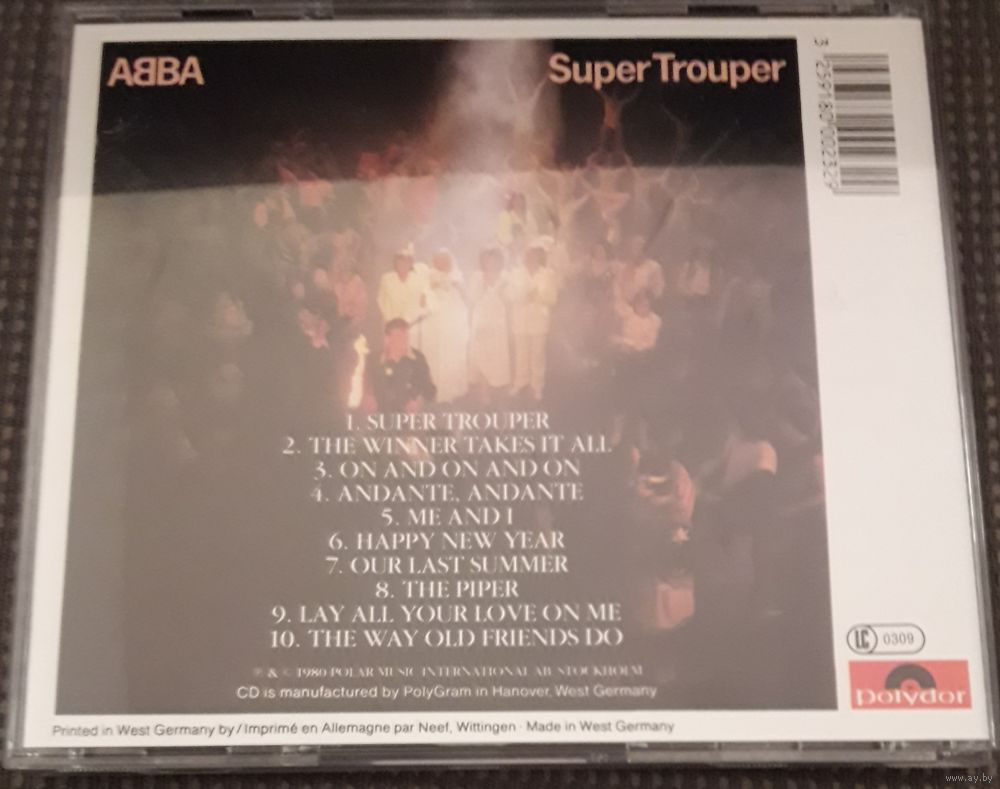 ABBA
Super Trouper
3 259180 002329
1. SUPER TROUPER
2. THE WINNER TAKES IT ALL
3. ON AND ON AND ON
4. ANDANTE, ANDANTE
5. ME AND I
6. HAPPY NEW YEAR
7. OUR LAST SUMMER
8. THE PIPER
9. LAY ALL YOUR LOVE ON ME
10. THE WAY OLD FRIENDS DO
℗ & © 1980 POLAR MUSIC INTERNATIONAL AB STOCKHOLM
CD is manufactured by PolyGram in Hanover, West Germany
LC 0309
polydor
Printed in West Germany by / Imprimé en Allemagne par Neef, Wittingen · Made in West Germany
www.ay.by